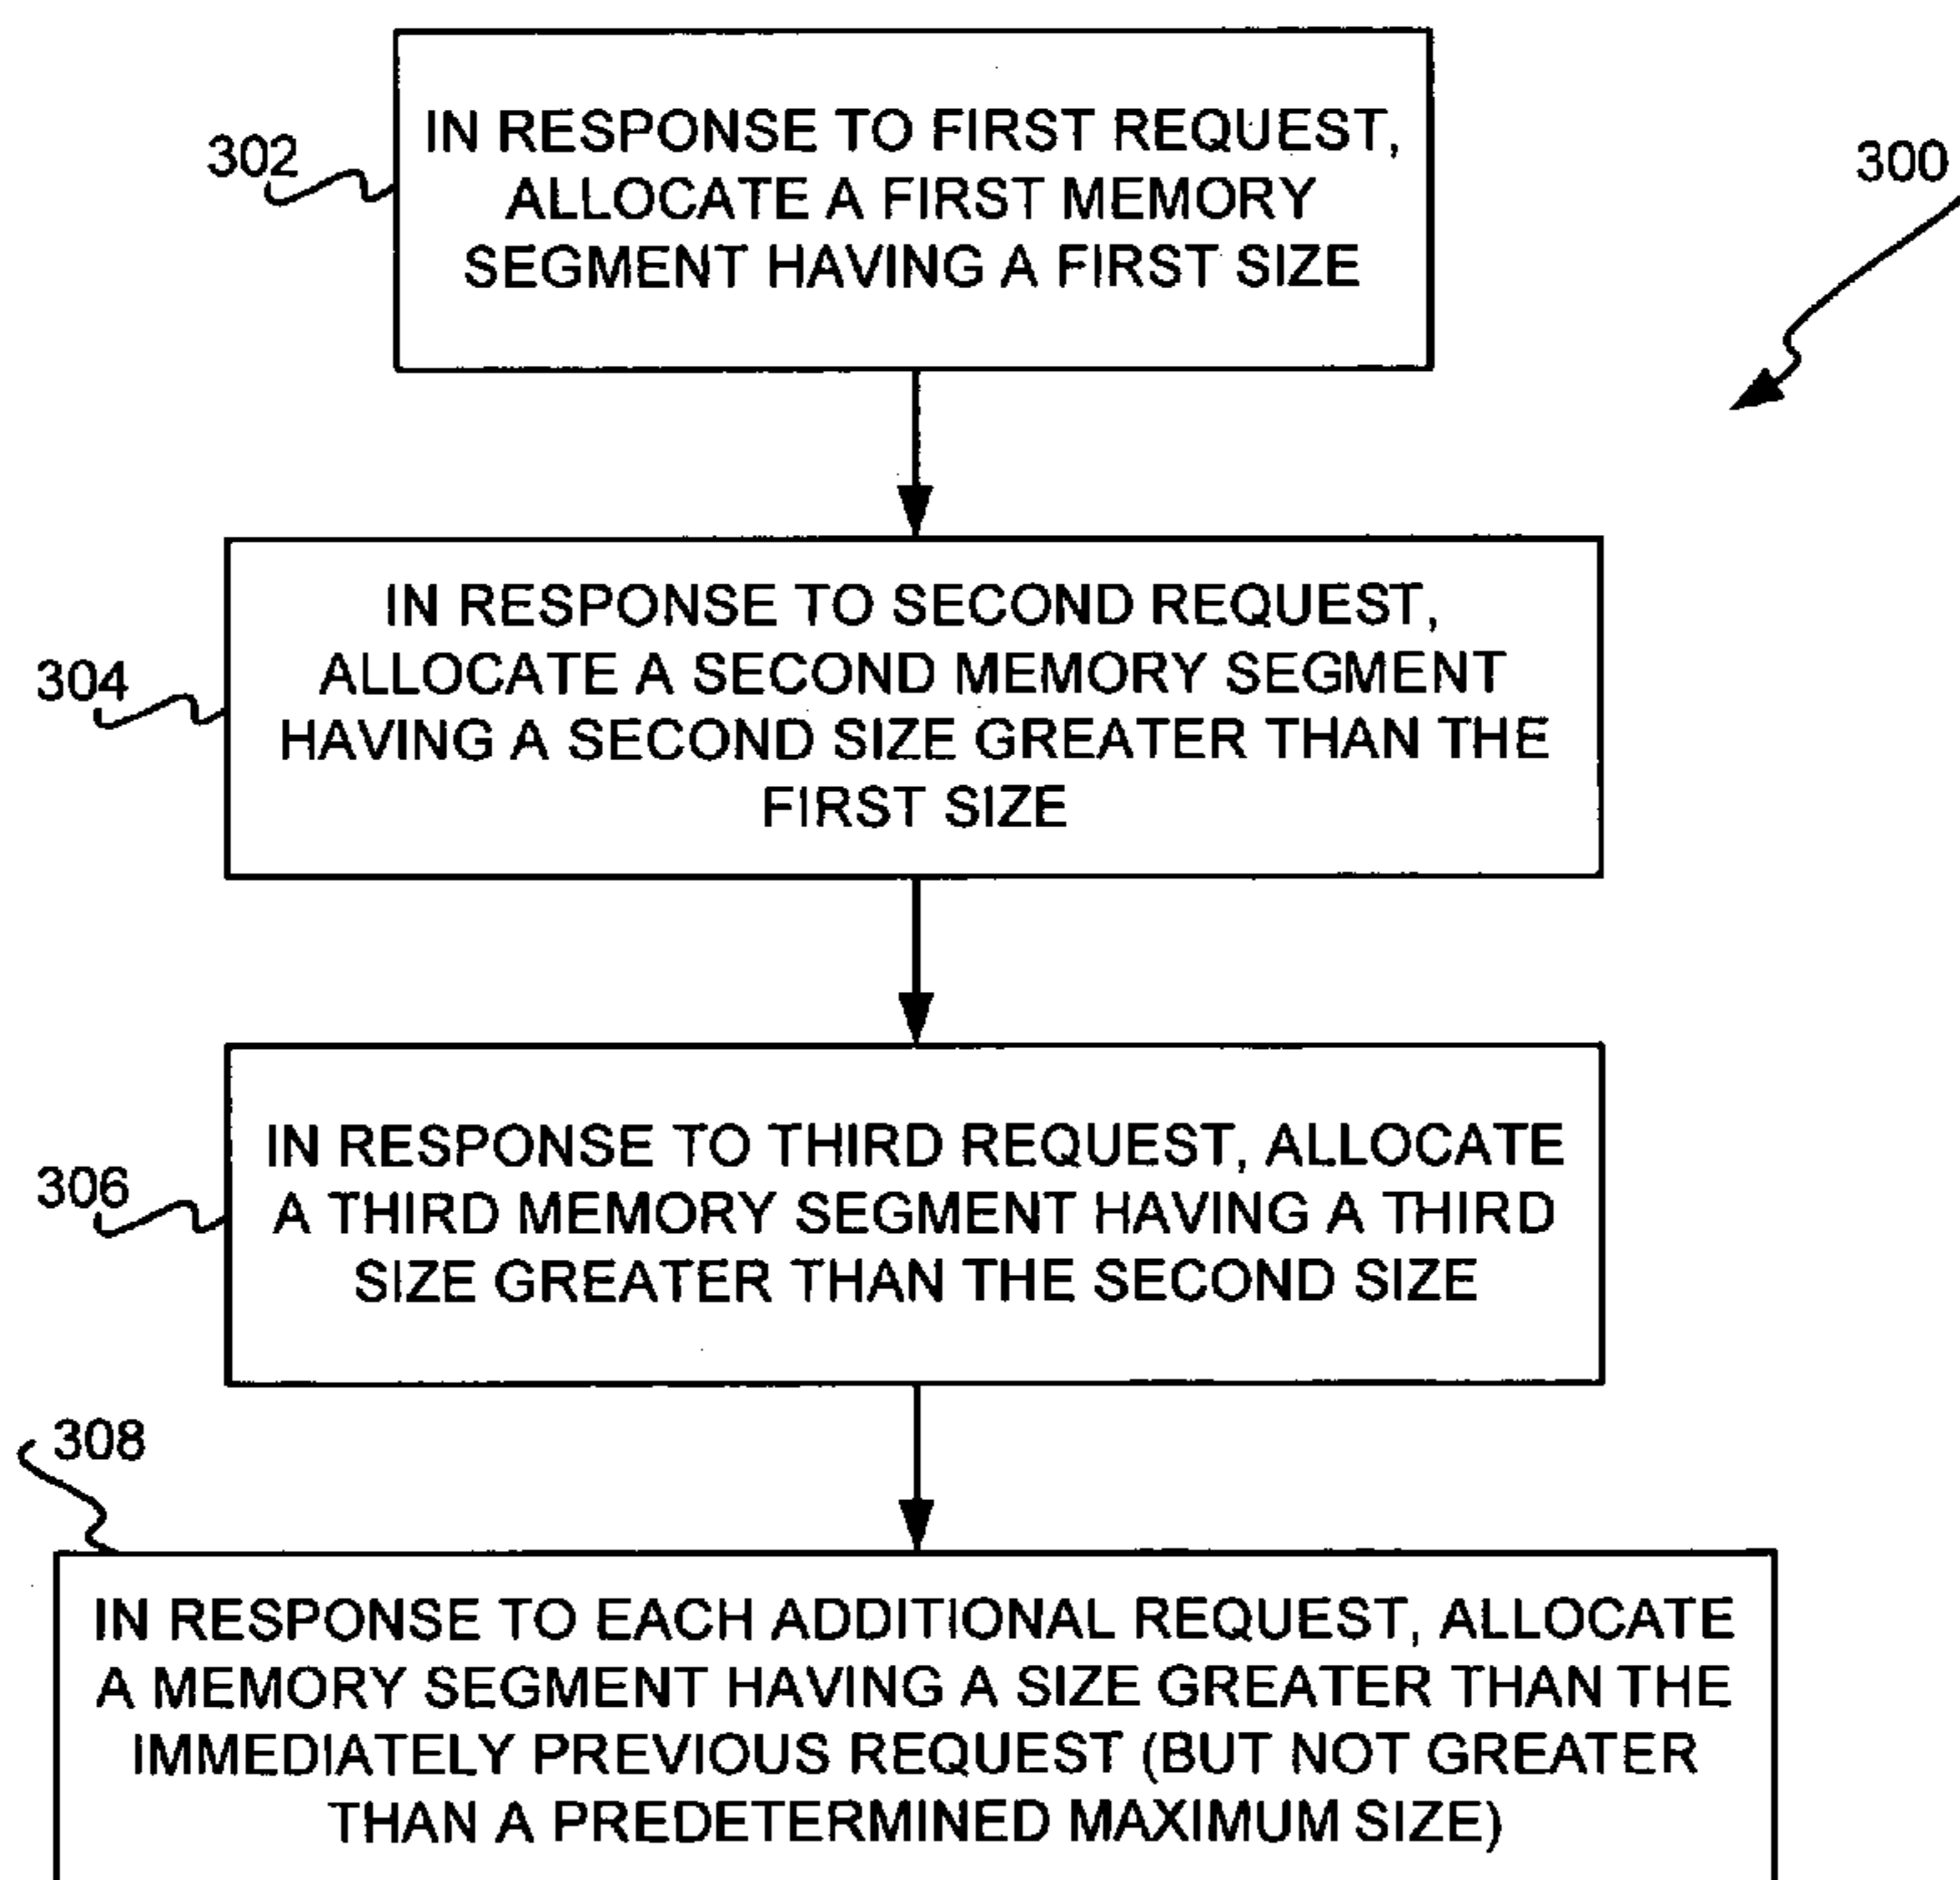 IN RESPONSE TO FIRST REQUEST,
ALLOCATE A FIRST MEMORY
SEGMENT HAVING A FIRST SIZE
302
300
IN RESPONSE TO SECOND REQUEST,
ALLOCATE A SECOND MEMORY SEGMENT
HAVING A SECOND SIZE GREATER THAN THE
FIRST SIZE
304
IN RESPONSE TO THIRD REQUEST, ALLOCATE
A THIRD MEMORY SEGMENT HAVING A THIRD
SIZE GREATER THAN THE SECOND SIZE
306
308
IN RESPONSE TO EACH ADDITIONAL REQUEST, ALLOCATE
A MEMORY SEGMENT HAVING A SIZE GREATER THAN THE
IMMEDIATELY PREVIOUS REQUEST (BUT NOT GREATER
THAN A PREDETERMINED MAXIMUM SIZE)